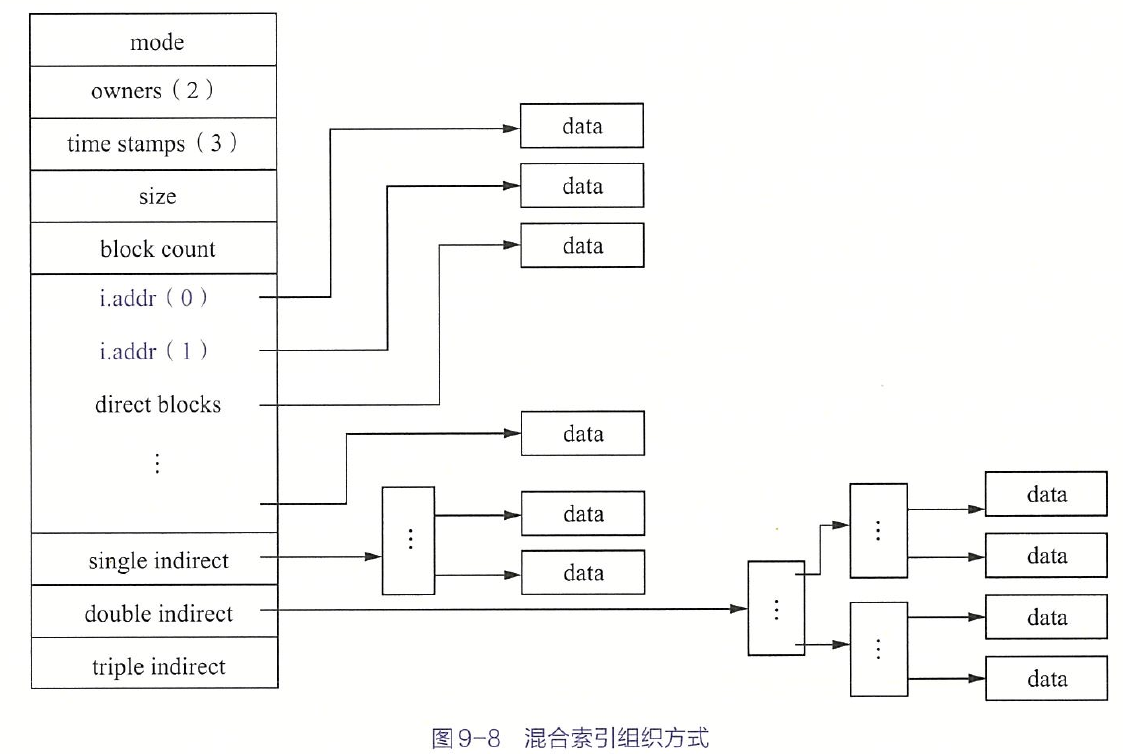 mode
owners（2）
time stamps（3）
size
block count
i.addr（0）
i.addr（1）
direct blocks
⋮
single indirect
double indirect
triple indirect
data
data
data
data
⋮
data
data
⋮
⋮
data
data
⋮
data
data
图9-8 混合索引组织方式